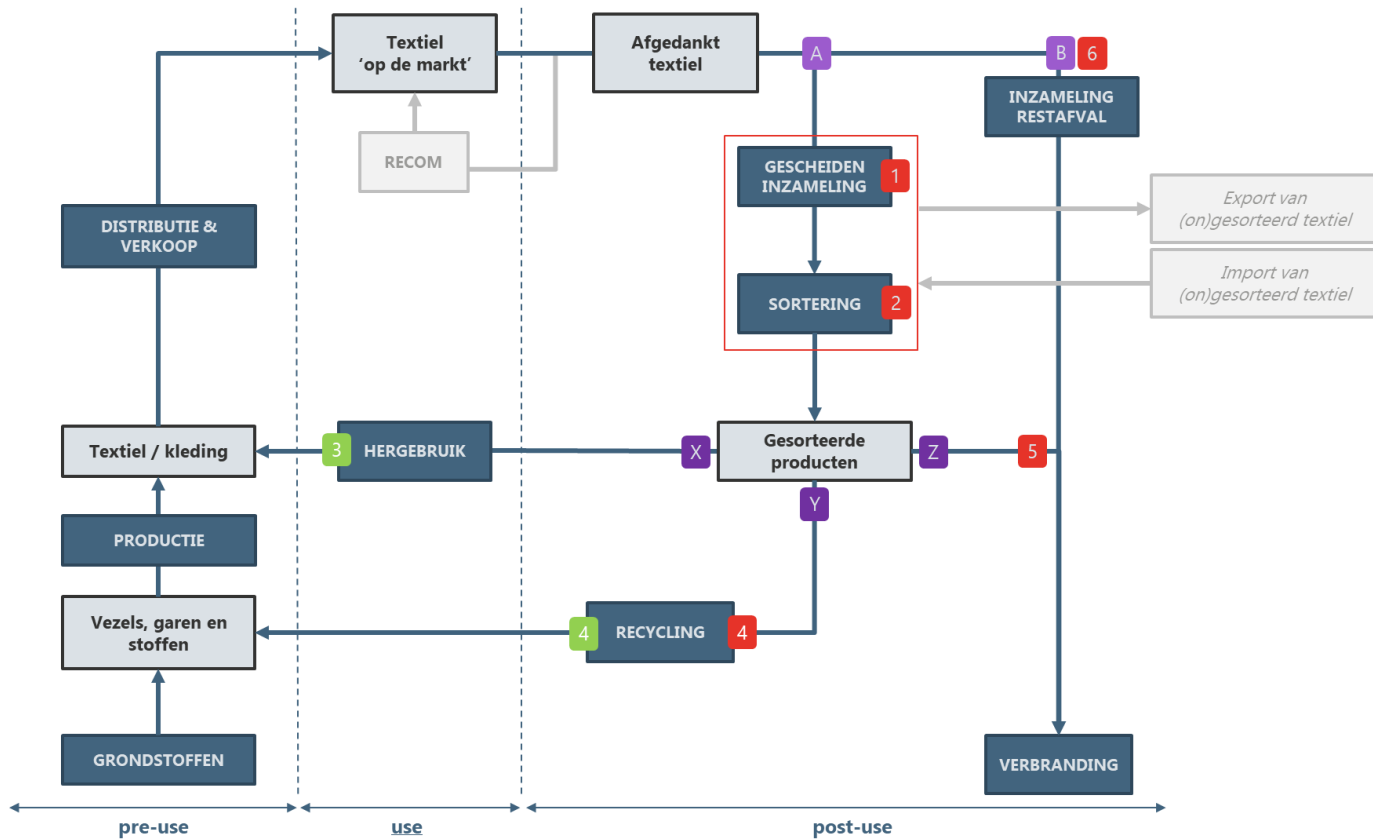 Textiel
‘op de markt’
Afgedankt
textiel
A
B
6
INZAMELING
RESTAFVAL
RECOM
GESCHEIDEN
INZAMELING
1
Export van
(on)gesorteerd textiel
DISTRIBUTIE &
VERKOOP
Import van
(on)gesorteerd textiel
SORTERING
2
Textiel / kleding
3
HERGEBRUIK
X
Gesorteerde
producten
Z
5
Y
PRODUCTIE
Vezels, garen en
stoffen
4
RECYCLING
4
GRONDSTOFFEN
VERBRANDING
pre-use
use
post-use